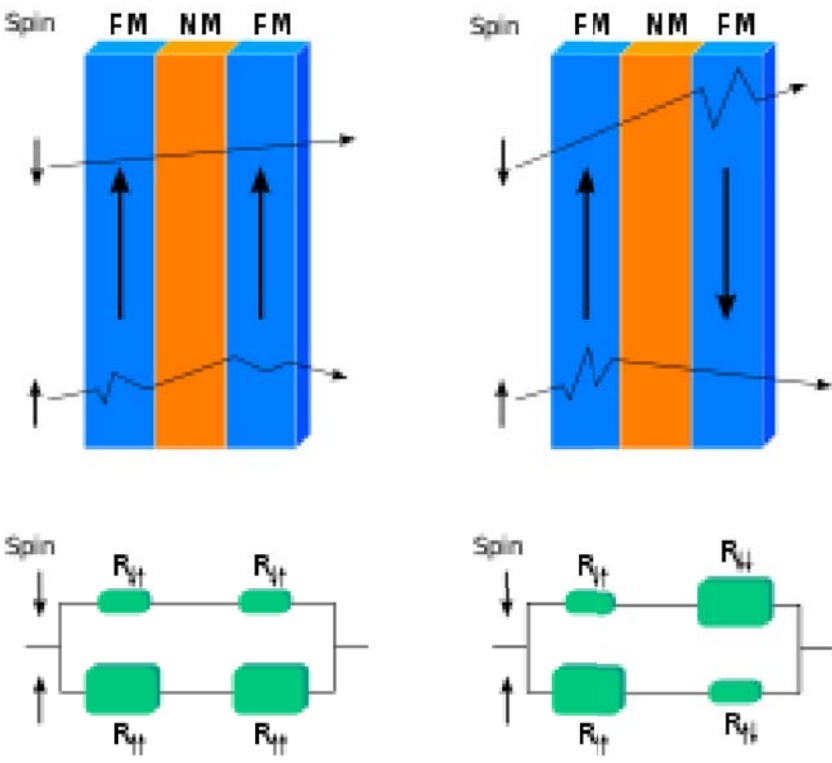 Spin FM NM FM
Spin FM NM FM
Spin
R↓↑ R↓↑
R↑↑ R↑↑
Spin
R↓↑ R↓↓
R↑↑ R↑↓